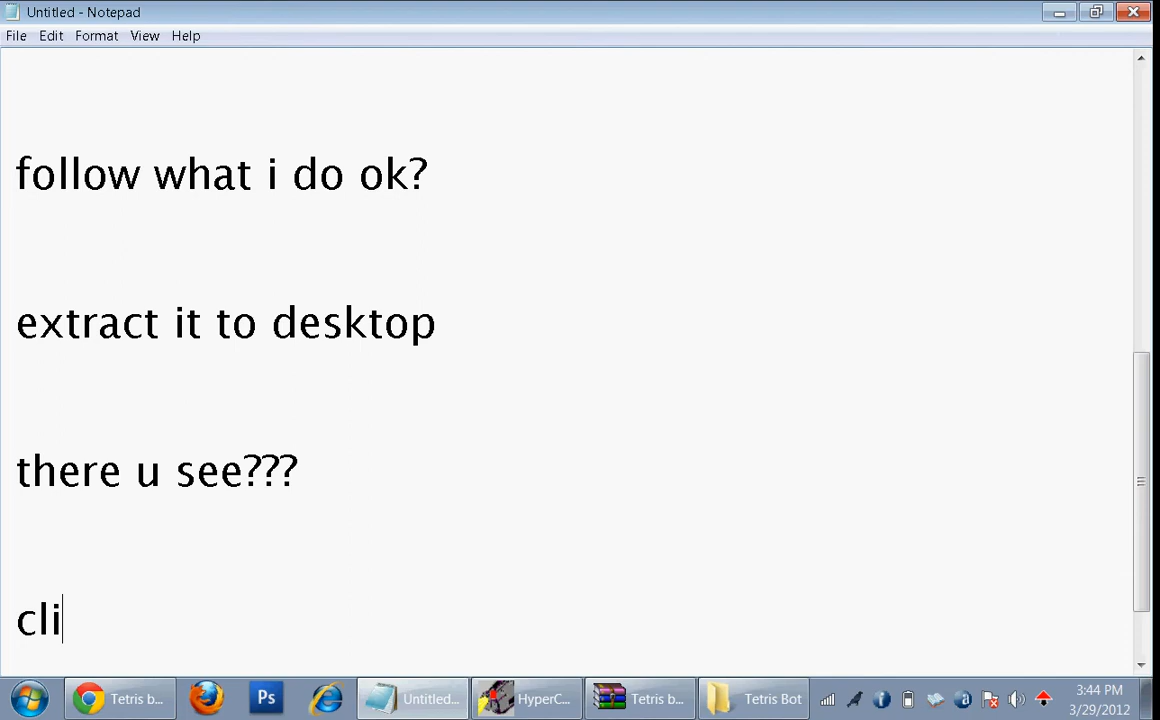 Untitled - Notepad
File Edit Format View Help
follow what i do ok?
extract it to desktop
there u see???
cli
Tetris b... Ps Untitled... HyperC... Tetris b... Tetris Bot 3:44 PM
3/29/2012